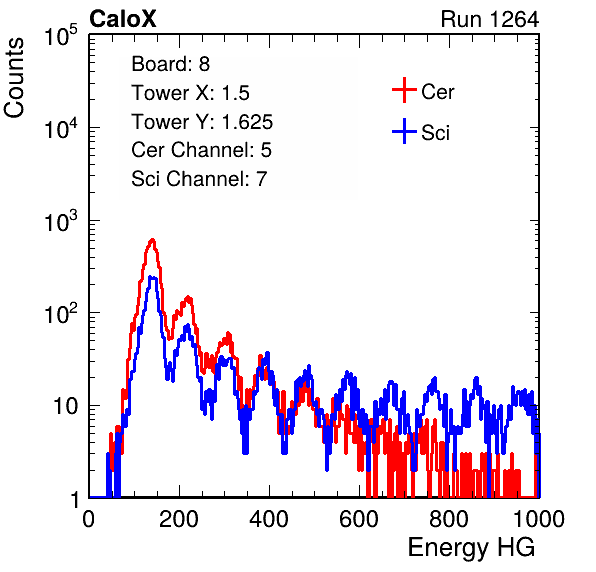 CaloX Run 1264
10^5
Counts
Board: 8
Tower X: 1.5
Tower Y: 1.625
Cer Channel: 5
Sci Channel: 7
Cer
Sci
10^4
10^3
10^2
10
1
0 200 400 600 800 1000
Energy HG